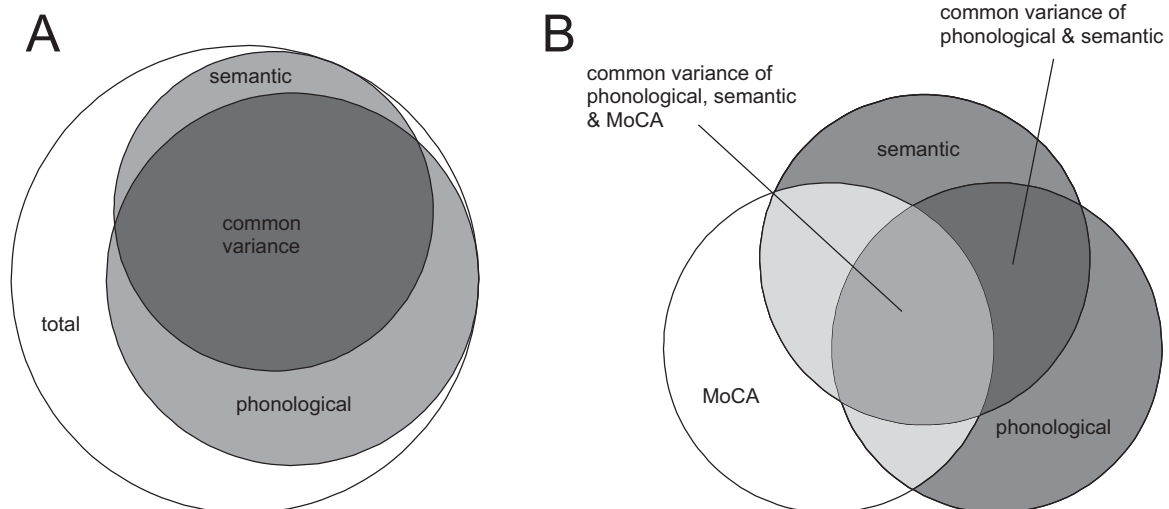 A
semantic
common
variance
total
phonological
B
common variance of
phonological & semantic
common variance of
phonological, semantic
& MoCA
semantic
MoCA
phonological